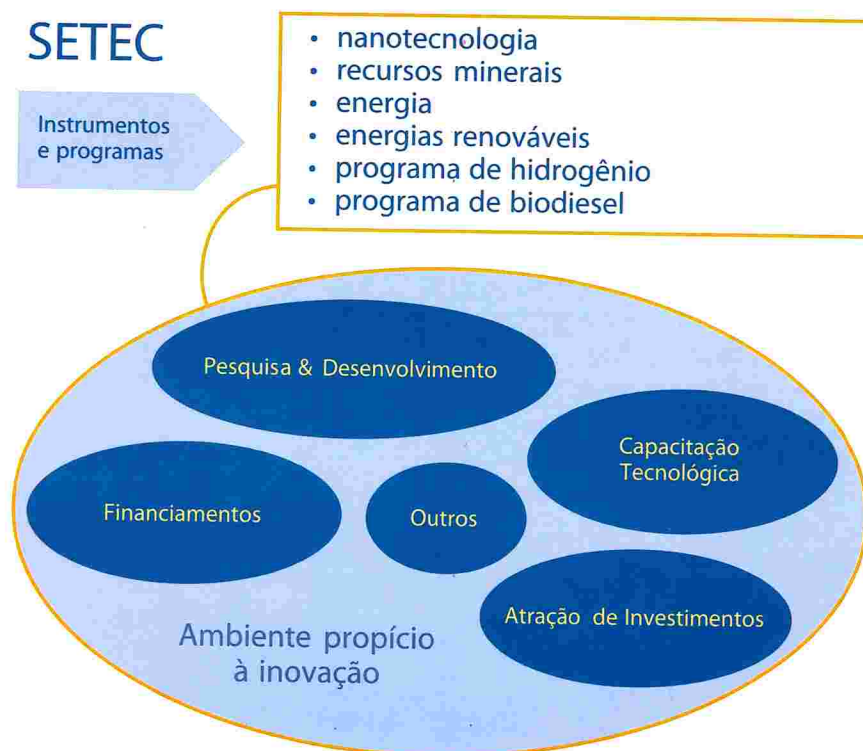 SETEC
Instrumentos
e programas
• nanotecnologia
• recursos minerais
• energia
• energias renováveis
• programa de hidrogênio
• programa de biodiesel
Pesquisa & Desenvolvimento
Capacitação
Tecnológica
Financiamentos
Outros
Atração de Investimentos
Ambiente propício
à inovação